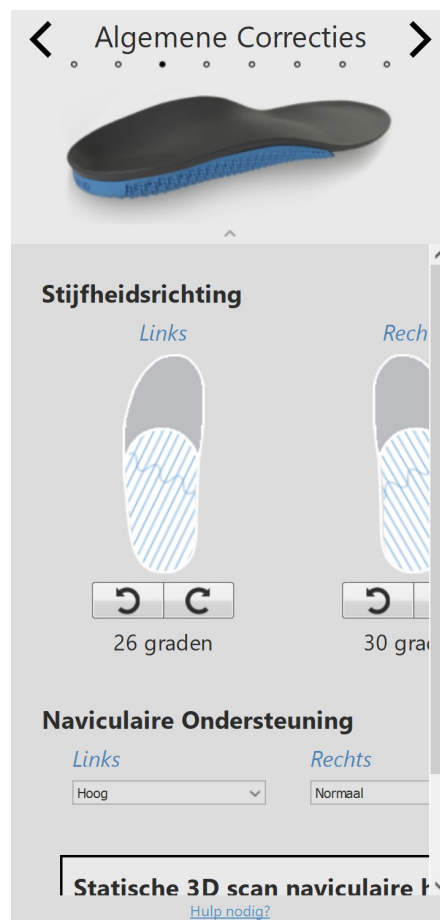 Algemene Correcties
Stijfheidsrichting
Links Rech
26 graden 30 grad
Naviculaire Ondersteuning
Links Rechts
Hoog Normaal
Statische 3D scan naviculaire h
Hulp nodig?